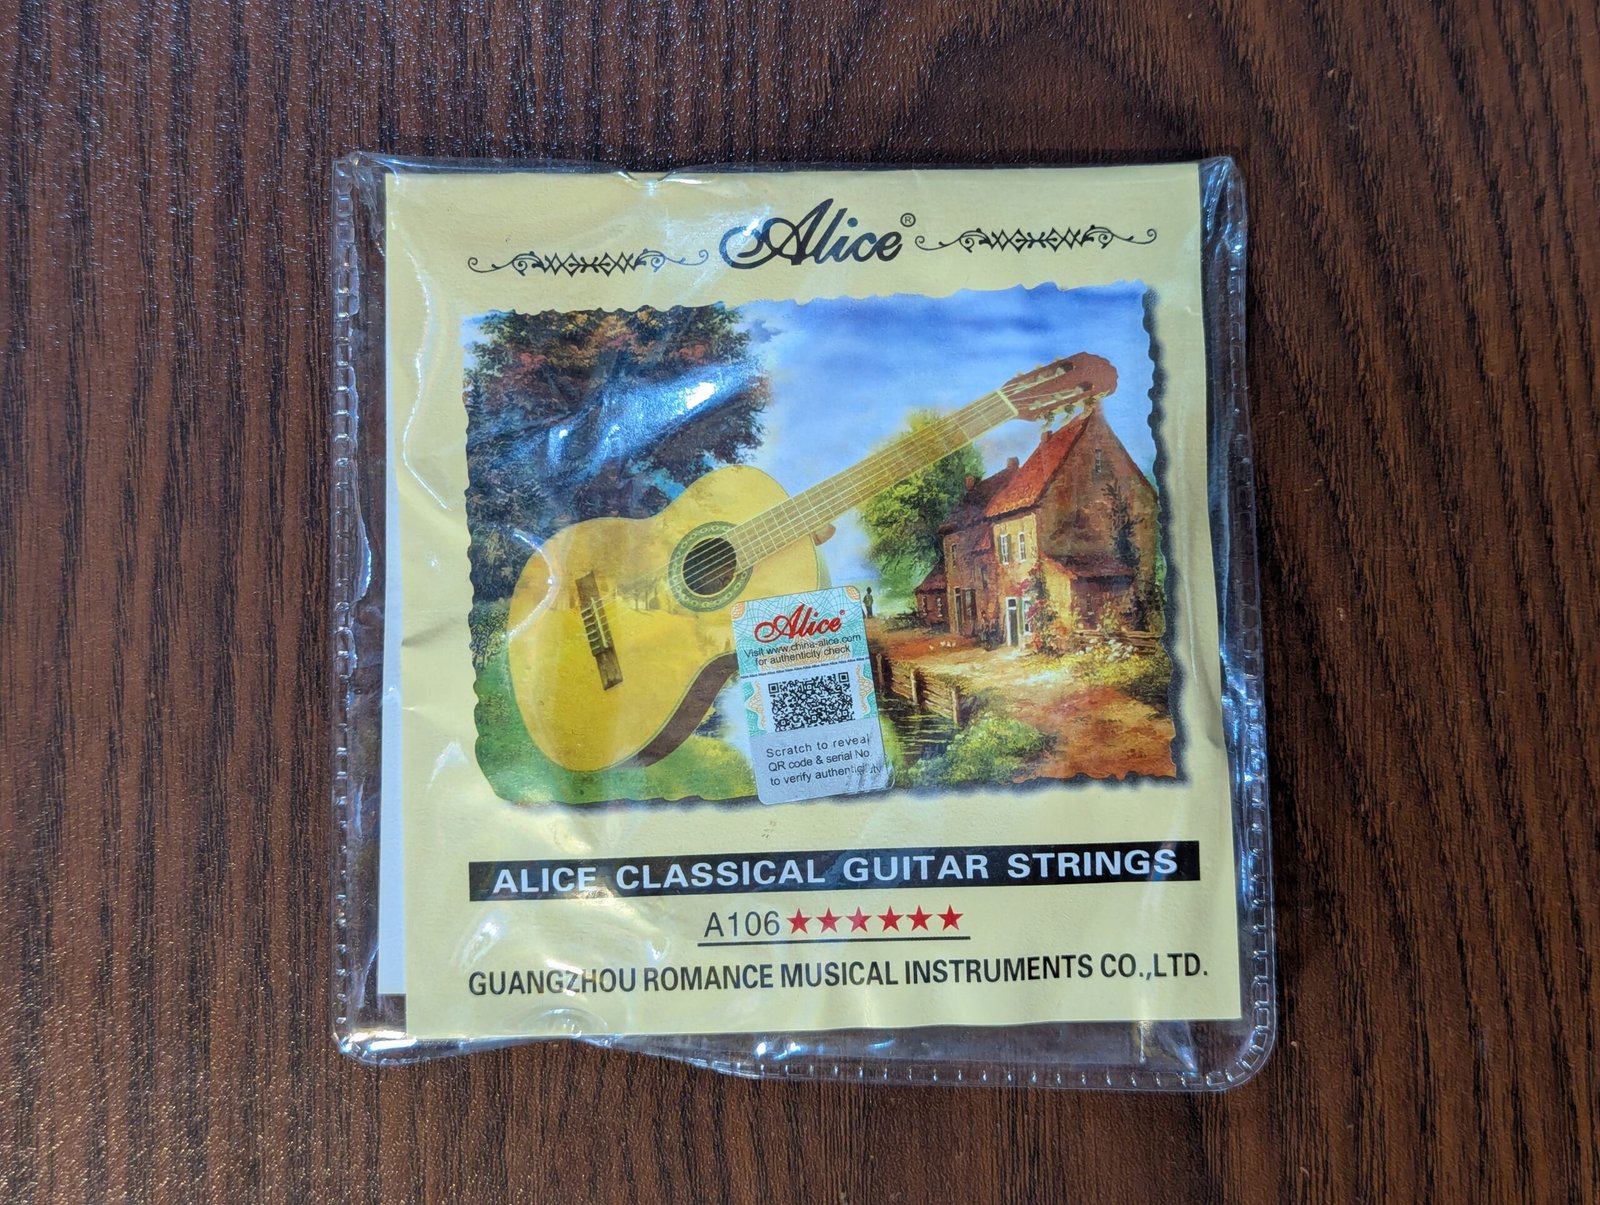 Alice®
Alice®
Visit www.china-alice.com
for authenticity check
Scratch to reveal
QR code & serial No.
to verify authenticity
ALICE CLASSICAL GUITAR STRINGS
A106★★★★★★
GUANGZHOU ROMANCE MUSICAL INSTRUMENTS CO.,LTD.